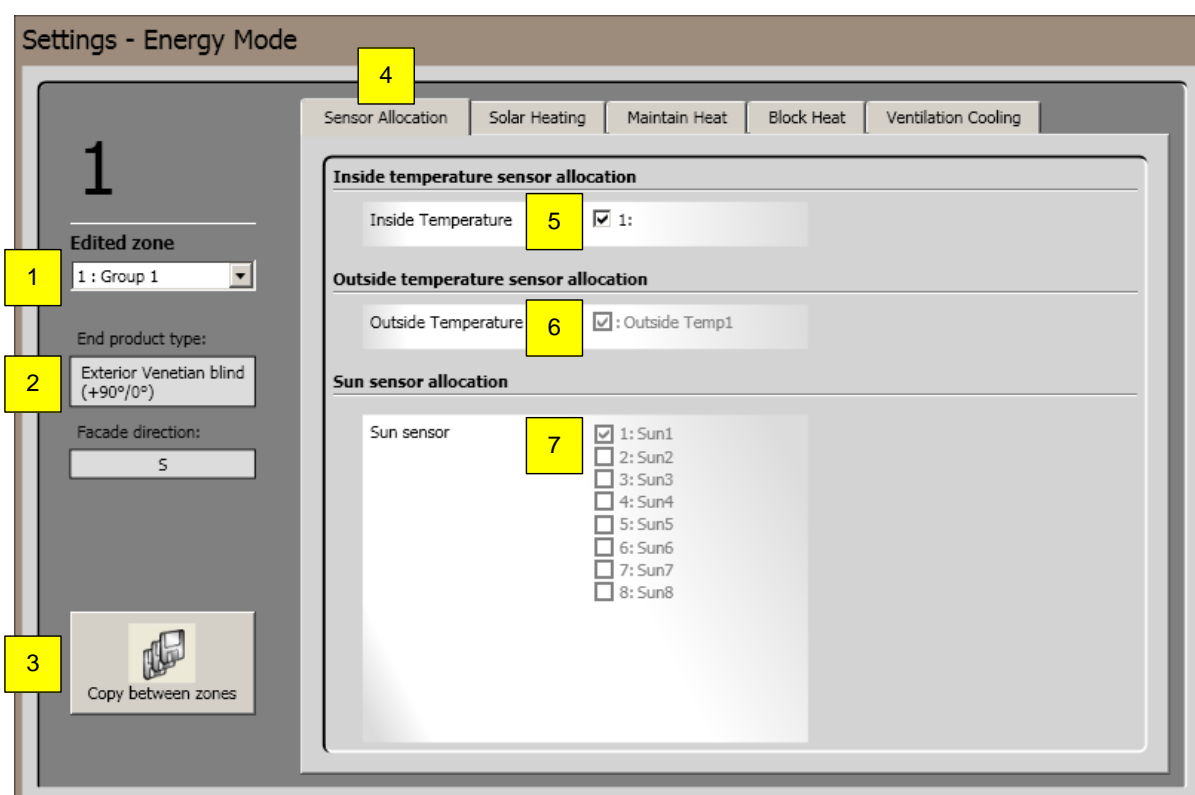 Settings - Energy Mode
4
Sensor Allocation Solar Heating Maintain Heat Block Heat Ventilation Cooling
1
Edited zone
1
1 : Group 1
End product type:
2
Exterior Venetian blind
(+90°/0°)
Facade direction:
S
3
Copy between zones
Inside temperature sensor allocation
Inside Temperature 5 1:
Outside temperature sensor allocation
Outside Temperature 6 : Outside Temp1
Sun sensor allocation
Sun sensor 7 1: Sun1
2: Sun2
3: Sun3
4: Sun4
5: Sun5
6: Sun6
7: Sun7
8: Sun8